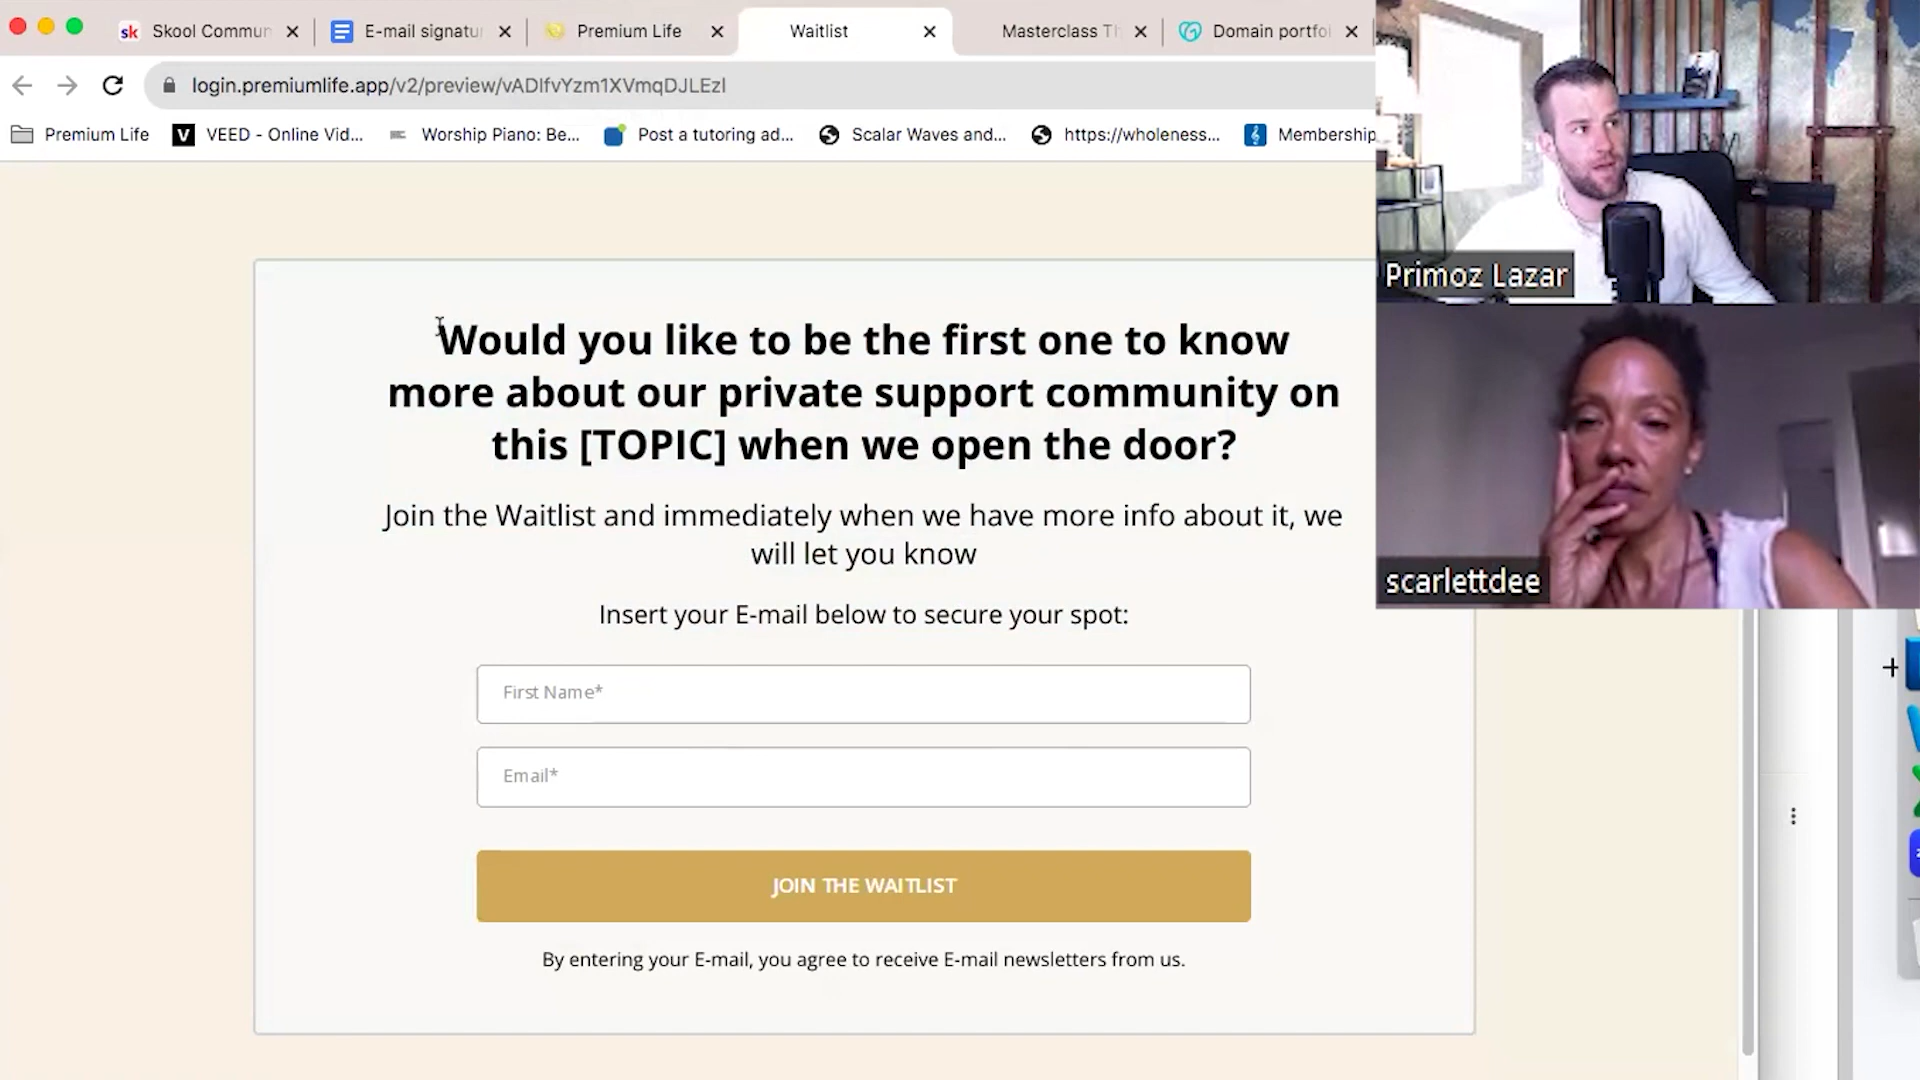 sk Skool Commun
E-mail signatu
Premium Life
Waitlist
Masterclass Th
Domain portfo
login.premiumlife.app/v2/preview/vADIfvYzm1XVmqDJLEzI
Premium Life
V VEED - Online Vid...
Worship Piano: Be...
Post a tutoring ad...
Scalar Waves and...
https://wholeness...
Membership
Primoz Lazar
scarlettdee
Would you like to be the first one to know
more about our private support community on
this [TOPIC] when we open the door?
Join the Waitlist and immediately when we have more info about it, we
will let you know
Insert your E-mail below to secure your spot:
First Name*
Email*
JOIN THE WAITLIST
By entering your E-mail, you agree to receive E-mail newsletters from us.